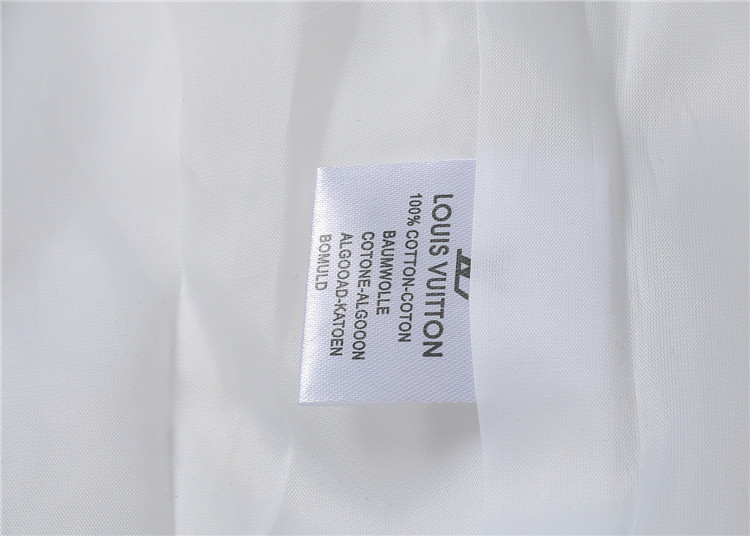 LOUIS VUITTON
100% COTTON-COTON
BAUMWOLLE
COTONE-ALGOOON
ALGOOAD-KATOEN
BOMULD